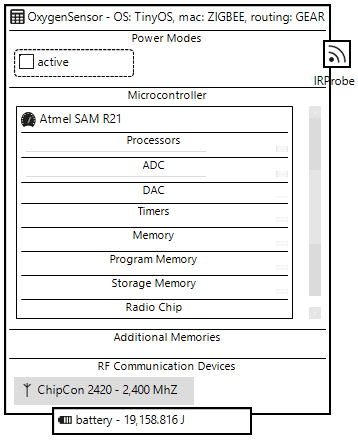 OxygenSensor - OS: TinyOS, mac: ZIGBEE, routing: GEAR
Power Modes
active
IRProbe
Microcontroller
Atmel SAM R21
Processors
ADC
DAC
Timers
Memory
Program Memory
Storage Memory
Radio Chip
Additional Memories
RF Communication Devices
ChipCon 2420 - 2,400 MhZ
battery - 19,158.816 J